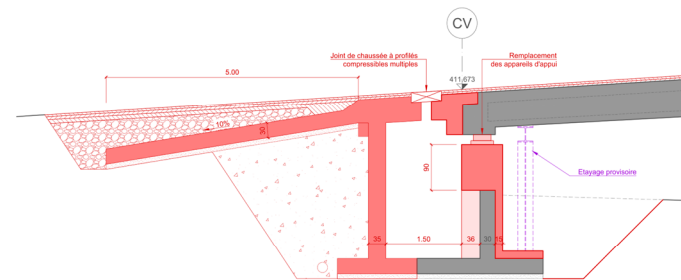 CV
5.00
Joint de chaussée à profilés
compressibles multiples
Remplacement
des appareils d'appui
411.673
10%
30
90
Etayage provisoire
35
1.50
36
30
15